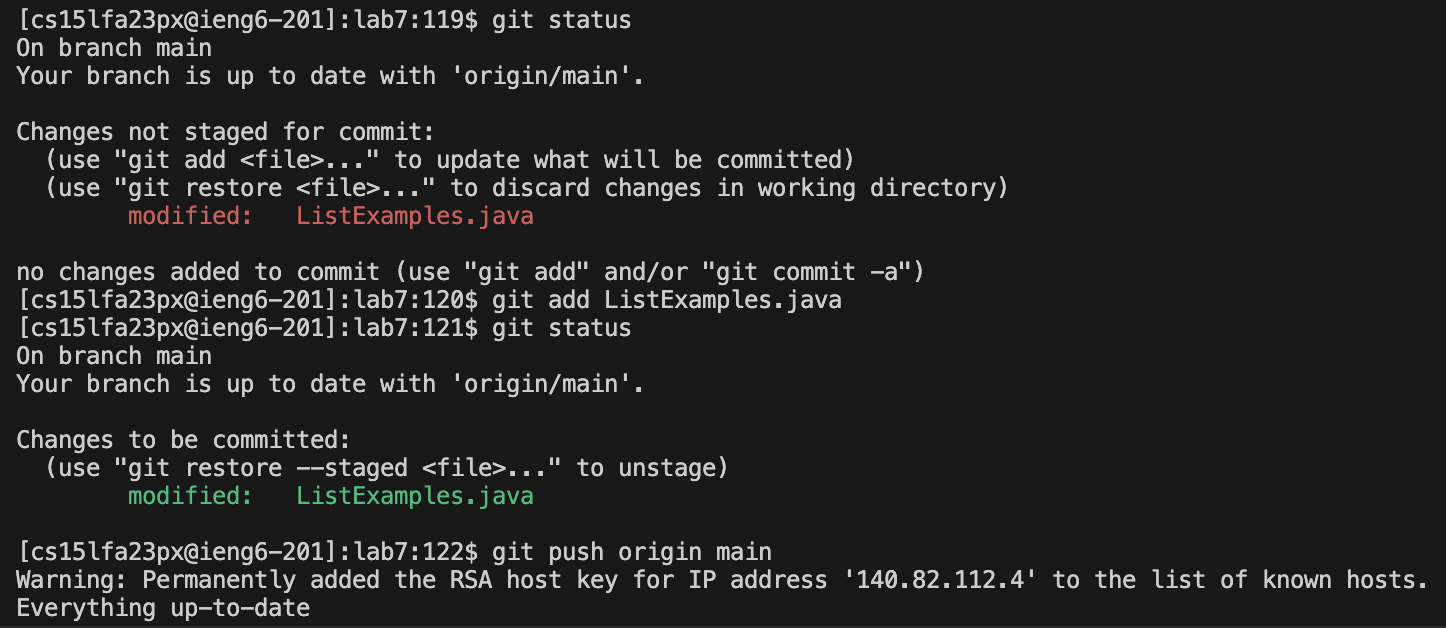 [cs15lfa23px@ieng6-201]:lab7:119$ git status
On branch main
Your branch is up to date with 'origin/main'.

Changes not staged for commit:
  (use "git add <file>..." to update what will be committed)
  (use "git restore <file>..." to discard changes in working directory)
        modified:   ListExamples.java

no changes added to commit (use "git add" and/or "git commit -a")
[cs15lfa23px@ieng6-201]:lab7:120$ git add ListExamples.java
[cs15lfa23px@ieng6-201]:lab7:121$ git status
On branch main
Your branch is up to date with 'origin/main'.

Changes to be committed:
  (use "git restore --staged <file>..." to unstage)
        modified:   ListExamples.java

[cs15lfa23px@ieng6-201]:lab7:122$ git push origin main
Warning: Permanently added the RSA host key for IP address '140.82.112.4' to the list of known hosts.
Everything up-to-date